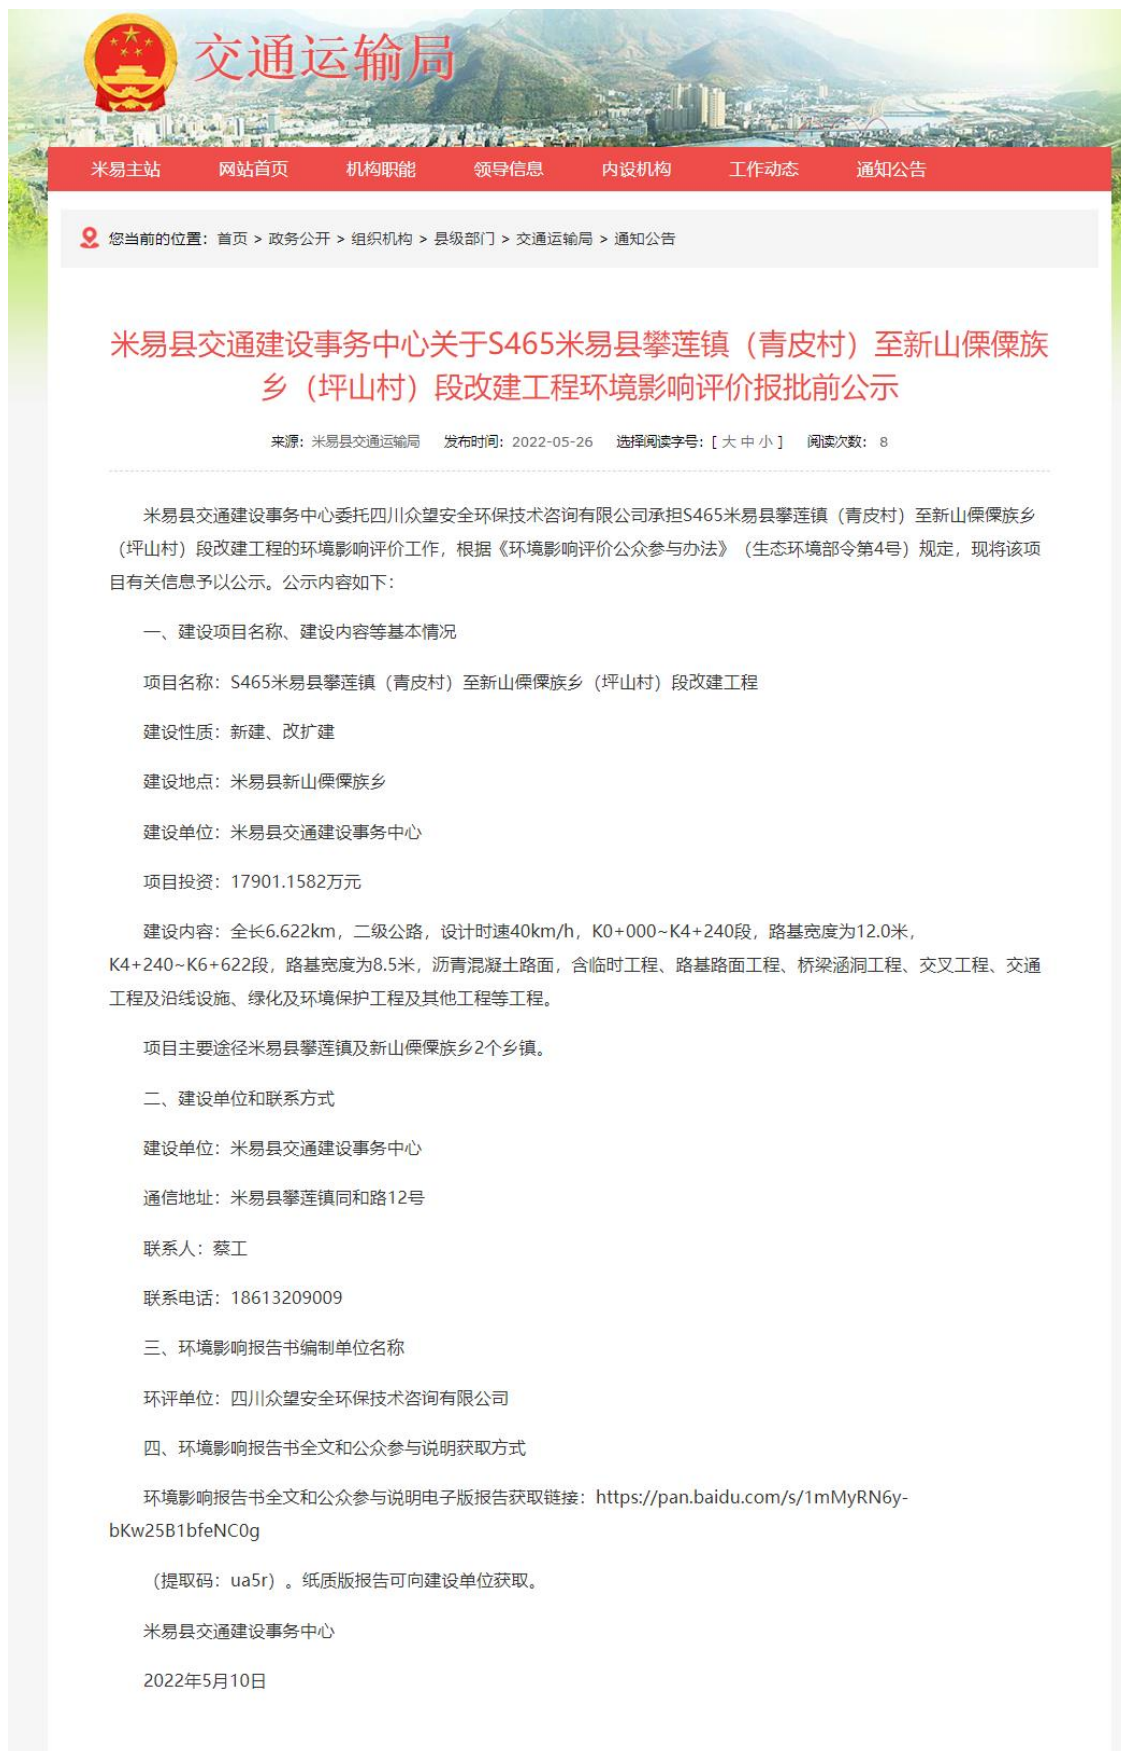 交通运输局
米易主站 网站首页 机构职能 领导信息 内设机构 工作动态 通知公告
您当前的位置：首页 > 政务公开 > 组织机构 > 县级部门 > 交通运输局 > 通知公告
米易县交通建设事务中心关于S465米易县攀莲镇（青皮村）至新山傈僳族
乡（坪山村）段改建工程环境影响评价报批前公示
来源：米易县交通运输局 发布时间：2022-05-26 选择阅读字号：[ 大 中 小 ] 阅读次数： 8
米易县交通建设事务中心委托四川众望安全环保技术咨询有限公司承担S465米易县攀莲镇（青皮村）至新山傈僳族乡
（坪山村）段改建工程的环境影响评价工作，根据《环境影响评价公众参与办法》（生态环境部令第4号）规定，现将该项
目有关信息予以公示。公示内容如下：
一、建设项目名称、建设内容等基本情况
项目名称：S465米易县攀莲镇（青皮村）至新山傈僳族乡（坪山村）段改建工程
建设性质：新建、改扩建
建设地点：米易县新山傈僳族乡
建设单位：米易县交通建设事务中心
项目投资：17901.1582万元
建设内容：全长6.622km，二级公路，设计时速40km/h，K0+000~K4+240段，路基宽度为12.0米，
K4+240~K6+622段，路基宽度为8.5米，沥青混凝土路面，含临时工程、路基路面工程、桥梁涵洞工程、交叉工程、交通
工程及沿线设施、绿化及环境保护工程及其他工程等工程。
项目主要途径米易县攀莲镇及新山傈僳族乡2个乡镇。
二、建设单位和联系方式
建设单位：米易县交通建设事务中心
通信地址：米易县攀莲镇同和路12号
联系人：蔡工
联系电话：18613209009
三、环境影响报告书编制单位名称
环评单位：四川众望安全环保技术咨询有限公司
四、环境影响报告书全文和公众参与说明获取方式
环境影响报告书全文和公众参与说明电子版报告获取链接：https://pan.baidu.com/s/1mMyRN6y-
bKw25B1bfeNC0g
（提取码：ua5r）。纸质版报告可向建设单位获取。
米易县交通建设事务中心
2022年5月10日